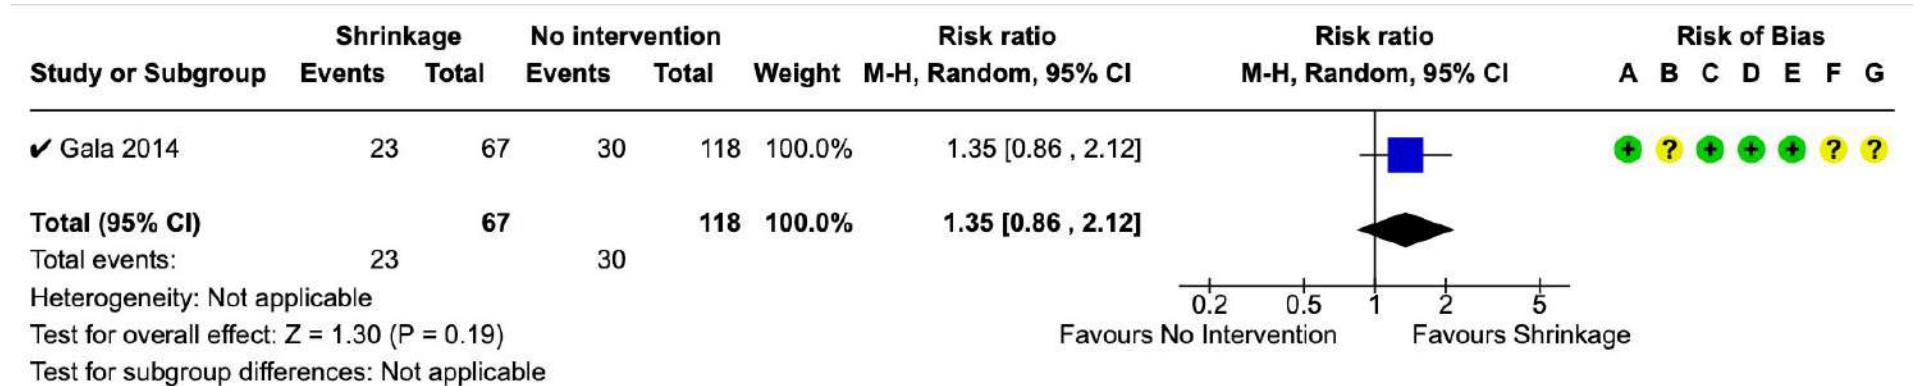 Shrinkage No intervention Risk ratio Risk ratio Risk of Bias
Study or Subgroup Events Total Events Total Weight M-H, Random, 95% CI M-H, Random, 95% CI A B C D E F G
✔ Gala 2014 23 67 30 118 100.0% 1.35 [0.86 , 2.12] + ? + + + ? ?
Total (95% CI) 67 118 100.0% 1.35 [0.86 , 2.12]
Total events: 23 30
Heterogeneity: Not applicable
0.2 0.5 1 2 5
Test for overall effect: Z = 1.30 (P = 0.19) Favours No Intervention Favours Shrinkage
Test for subgroup differences: Not applicable